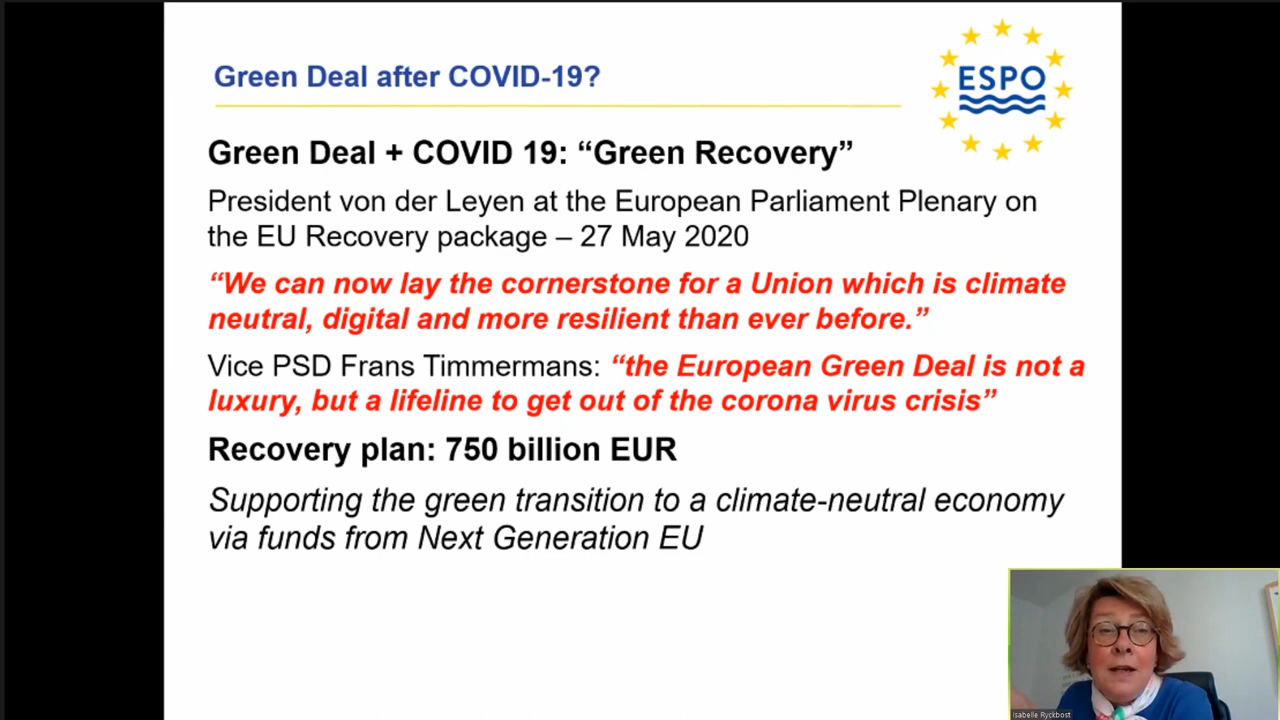 Green Deal after COVID-19?
ESPO
Green Deal + COVID 19: “Green Recovery”
President von der Leyen at the European Parliament Plenary on
the EU Recovery package – 27 May 2020
“We can now lay the cornerstone for a Union which is climate
neutral, digital and more resilient than ever before.”
Vice PSD Frans Timmermans: “the European Green Deal is not a
luxury, but a lifeline to get out of the corona virus crisis”
Recovery plan: 750 billion EUR
Supporting the green transition to a climate-neutral economy
via funds from Next Generation EU
Isabelle Ryckbost